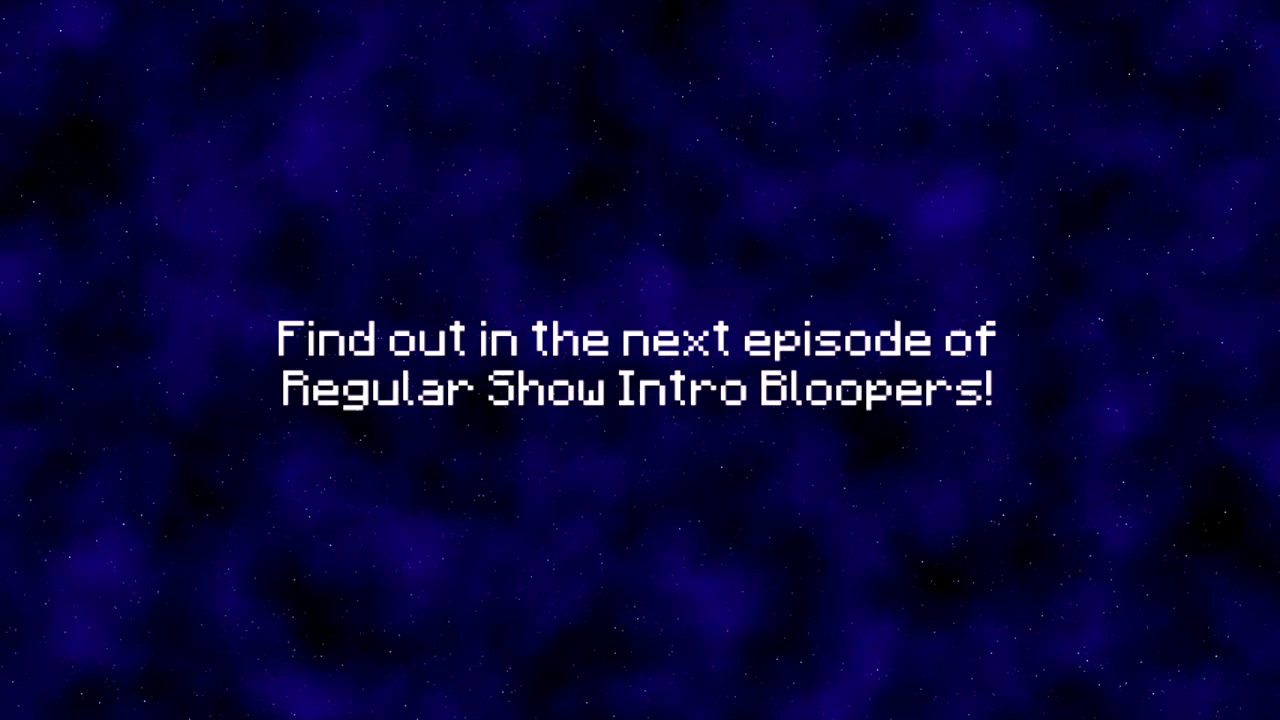 Find out in the next episode of
Regular Show Intro Bloopers!